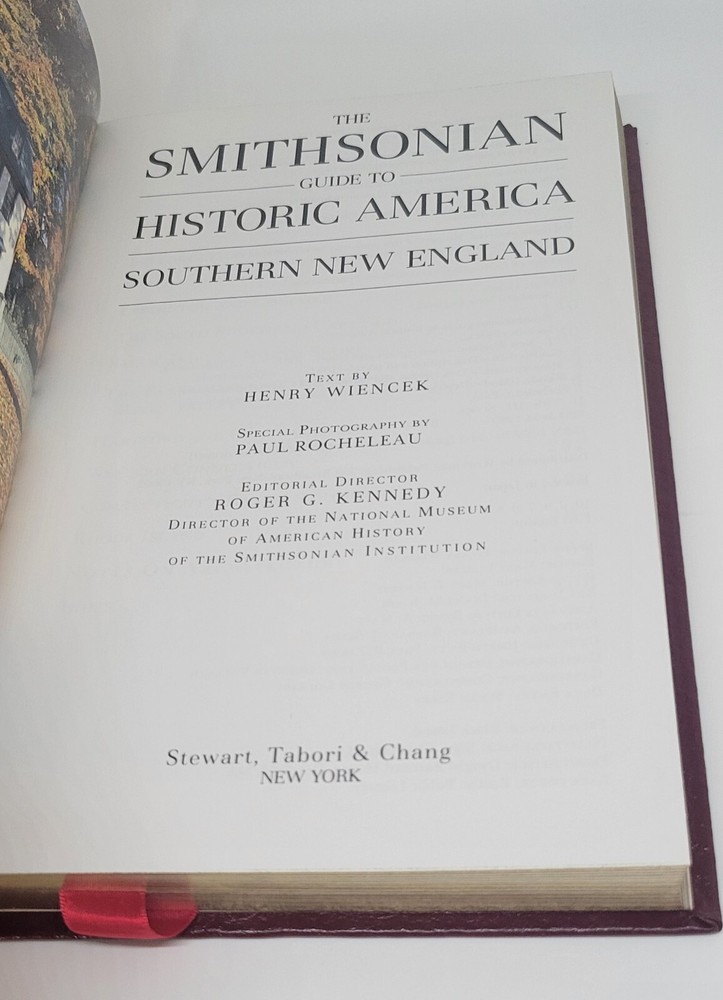 THE
SMITHSONIAN
GUIDE TO
HISTORIC AMERICA
SOUTHERN NEW ENGLAND
TEXT BY
HENRY WIENCEK
SPECIAL PHOTOGRAPHY BY
PAUL ROCHELEAU
EDITORIAL DIRECTOR
ROGER G. KENNEDY
DIRECTOR OF THE NATIONAL MUSEUM
OF AMERICAN HISTORY
OF THE SMITHSONIAN INSTITUTION
Stewart, Tabori & Chang
NEW YORK